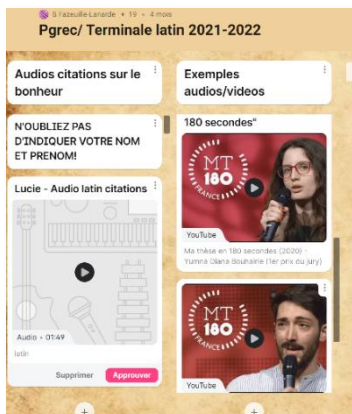 S Fazeuille-Lanarde • 19 • 4 mois
Pgrec/ Terminale latin 2021-2022
Audios citations sur le
bonheur
N'OUBLIEZ PAS
D'INDIQUER VOTRE NOM
ET PRENOM!
Lucie - Audio latin citations
Audio • 01:49
latin
Supprimer
Approuver
+
Exemples
audios/videos
180 secondes"
MT
180
FRANCE
YouTube
Ma thèse en 180 secondes (2020) -
Yumna Diana Bouhairie (1er prix du jury)
MT
180
FRANCE
YouTube
+